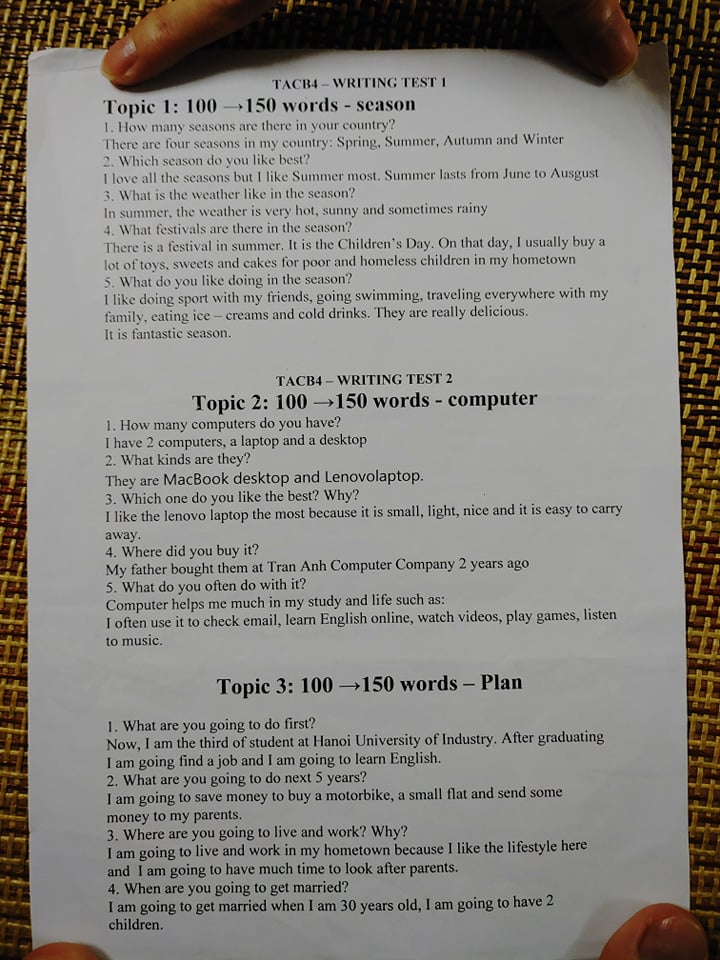 TACB4 – WRITING TEST 1
Topic 1: 100 →150 words - season
1. How many seasons are there in your country?
There are four seasons in my country: Spring, Summer, Autumn and Winter
2. Which season do you like best?
I love all the seasons but I like Summer most. Summer lasts from June to Ausgust
3. What is the weather like in the season?
In summer, the weather is very hot, sunny and sometimes rainy
4. What festivals are there in the season?
There is a festival in summer. It is the Children's Day. On that day, I usually buy a
lot of toys, sweets and cakes for poor and homeless children in my hometown
5. What do you like doing in the season?
I like doing sport with my friends, going swimming, traveling everywhere with my
family, eating ice – creams and cold drinks. They are really delicious.
It is fantastic season.
TACB4 – WRITING TEST 2
Topic 2: 100 →150 words - computer
1. How many computers do you have?
I have 2 computers, a laptop and a desktop
2. What kinds are they?
They are MacBook desktop and Lenovolaptop.
3. Which one do you like the best? Why?
I like the lenovo laptop the most because it is small, light, nice and it is easy to carry
away.
4. Where did you buy it?
My father bought them at Tran Anh Computer Company 2 years ago
5. What do you often do with it?
Computer helps me much in my study and life such as:
I often use it to check email, learn English online, watch videos, play games, listen
to music.
Topic 3: 100 →150 words – Plan
1. What are you going to do first?
Now, I am the third of student at Hanoi University of Industry. After graduating
I am going find a job and I am going to learn English.
2. What are you going to do next 5 years?
I am going to save money to buy a motorbike, a small flat and send some
money to my parents.
3. Where are you going to live and work? Why?
I am going to live and work in my hometown because I like the lifestyle here
and I am going to have much time to look after parents.
4. When are you going to get married?
I am going to get married when I am 30 years old, I am going to have 2
children.